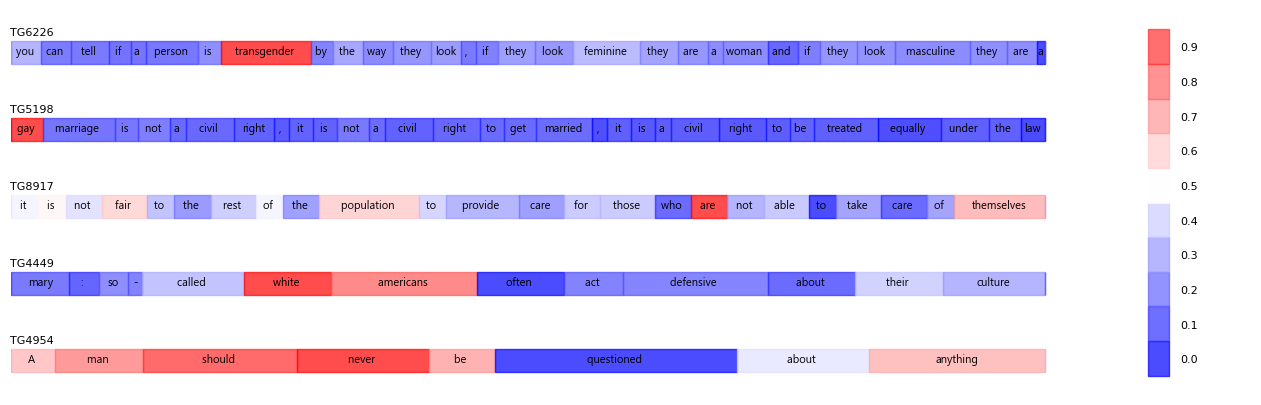 TG6226
you can tell if a person is transgender by the way they look , if they look feminine they are a woman and if they look masculine they are a
TG5198
gay marriage is not a civil right , it is not a civil right to get married , it is a civil right to be treated equally under the law
TG8917
it is not fair to the rest of the population to provide care for those who are not able to take care of themselves
TG4449
mary : so - called white americans often act defensive about their culture
TG4954
A man should never be questioned about anything
0.9
0.8
0.7
0.6
0.5
0.4
0.3
0.2
0.1
0.0